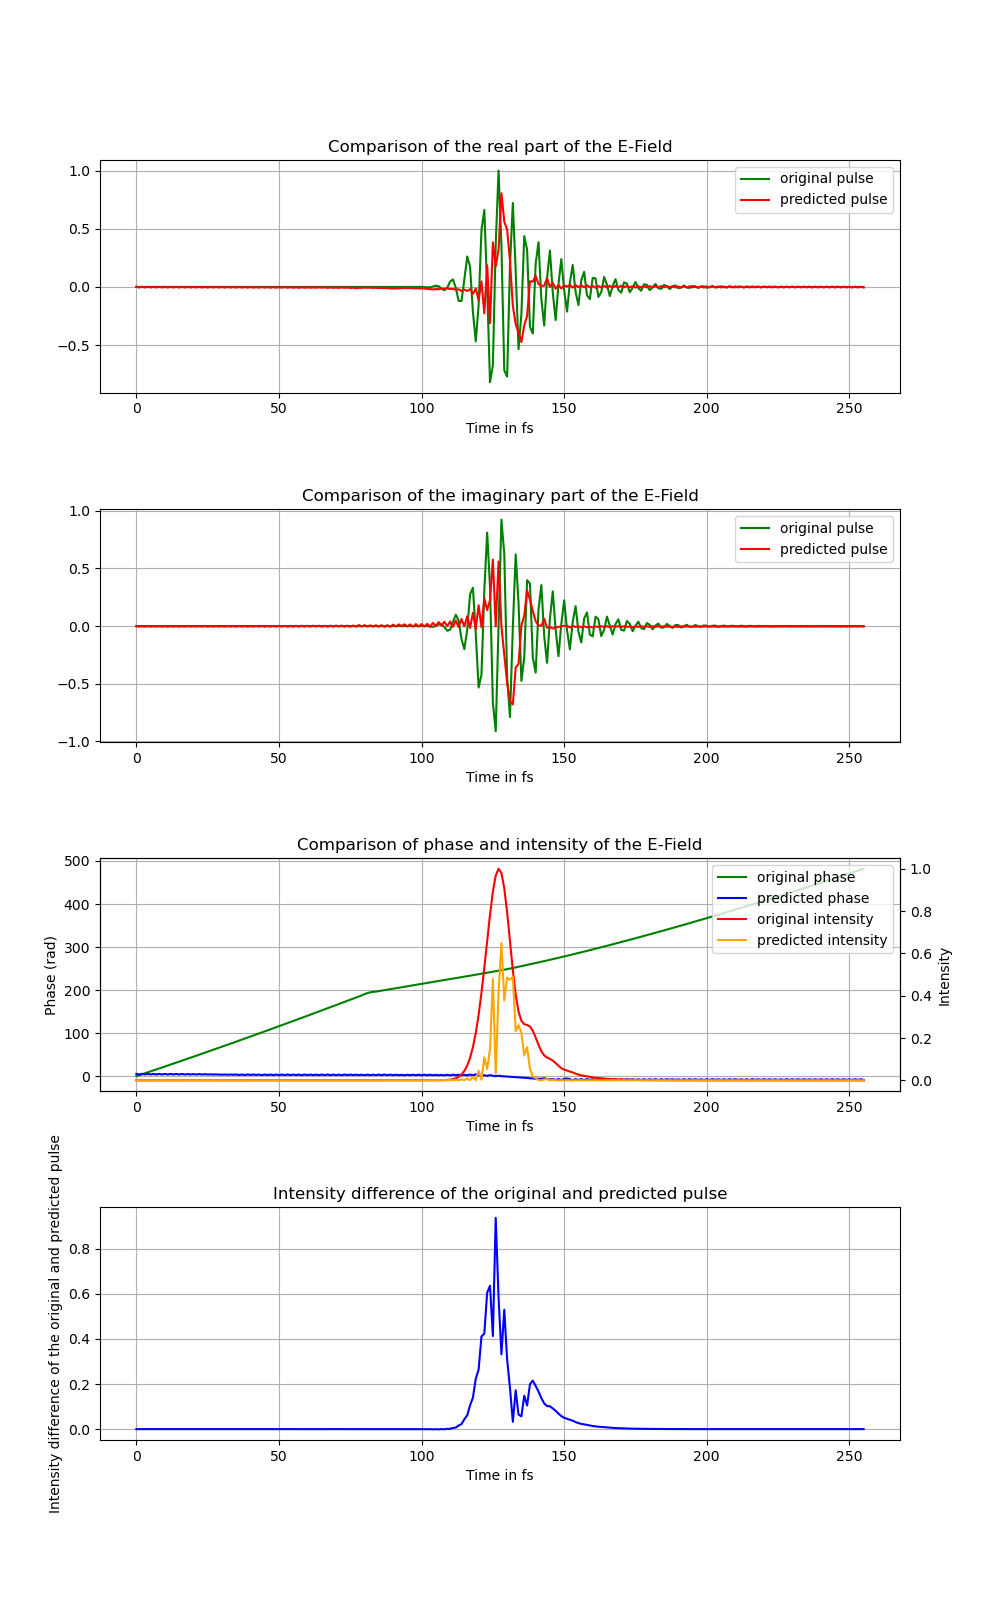 Comparison of the real part of the E-Field
1.0
0.5
0.0
−0.5
original pulse
predicted pulse
0 50 100 150 200 250
Time in fs
Comparison of the imaginary part of the E-Field
1.0
0.5
0.0
−0.5
−1.0
original pulse
predicted pulse
0 50 100 150 200 250
Time in fs
Comparison of phase and intensity of the E-Field
Phase (rad)
500
400
300
200
100
0
original phase
predicted phase
original intensity
predicted intensity
1.0
0.8
0.6
0.4
0.2
0.0
Intensity
0 50 100 150 200 250
Time in fs
Intensity difference of the original and predicted pulse
Intensity difference of the original and predicted pulse
0.8
0.6
0.4
0.2
0.0
0 50 100 150 200 250
Time in fs